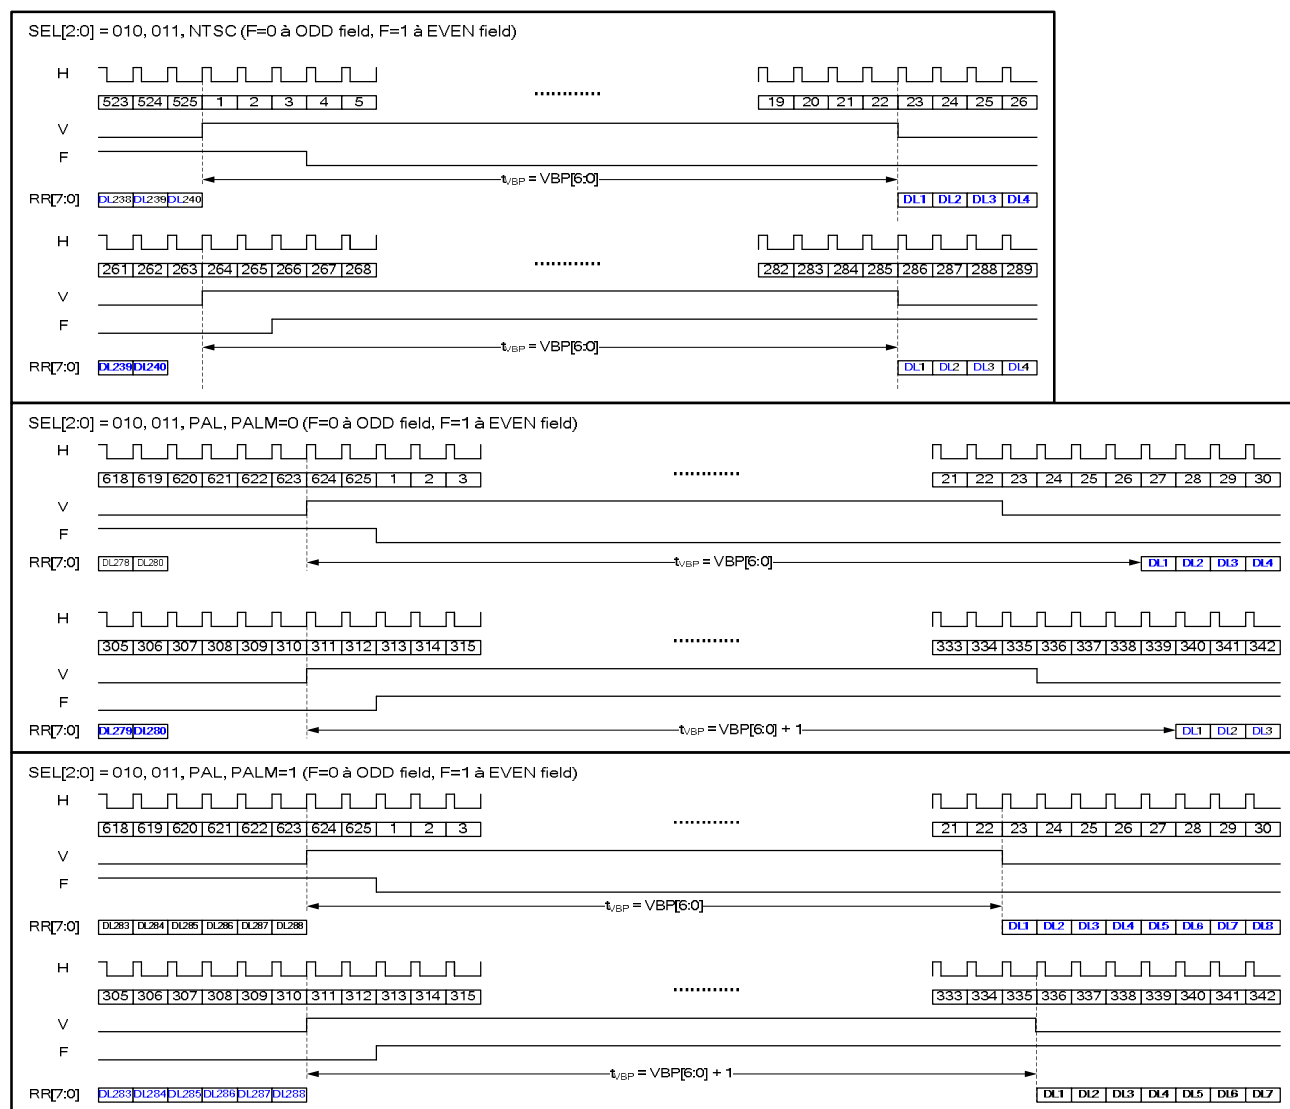 SEL[2:0] = 010, 011, NTSC (F=0 à ODD field, F=1 à EVEN field)
H
523 524 525 1 2 3 4 5 ............ 19 20 21 22 23 24 25 26
V
F
tVBP = VBP[6:0]
RR[7:0] DL238 DL239 DL240 DL1 DL2 DL3 DL4
H
261 262 263 264 265 266 267 268 ............ 282 283 284 285 286 287 288 289
V
F
tVBP = VBP[6:0]
RR[7:0] DL239 DL240 DL1 DL2 DL3 DL4
SEL[2:0] = 010, 011, PAL, PALM=0 (F=0 à ODD field, F=1 à EVEN field)
H
618 619 620 621 622 623 624 625 1 2 3 ............ 21 22 23 24 25 26 27 28 29 30
V
F
RR[7:0] DL278 DL280 tVBP = VBP[6:0] DL1 DL2 DL3 DL4
H
305 306 307 308 309 310 311 312 313 314 315 ............ 333 334 335 336 337 338 339 340 341 342
V
F
RR[7:0] DL279 DL280 tVBP = VBP[6:0] + 1 DL1 DL2 DL3
SEL[2:0] = 010, 011, PAL, PALM=1 (F=0 à ODD field, F=1 à EVEN field)
H
618 619 620 621 622 623 624 625 1 2 3 ............ 21 22 23 24 25 26 27 28 29 30
V
F
tVBP = VBP[6:0]
RR[7:0] DL283 DL284 DL285 DL286 DL287 DL288 DL1 DL2 DL3 DL4 DL5 DL6 DL7 DL8
H
305 306 307 308 309 310 311 312 313 314 315 ............ 333 334 335 336 337 338 339 340 341 342
V
F
tVBP = VBP[6:0] + 1
RR[7:0] DL283 DL284 DL285 DL286 DL287 DL288 DL1 DL2 DL3 DL4 DL5 DL6 DL7